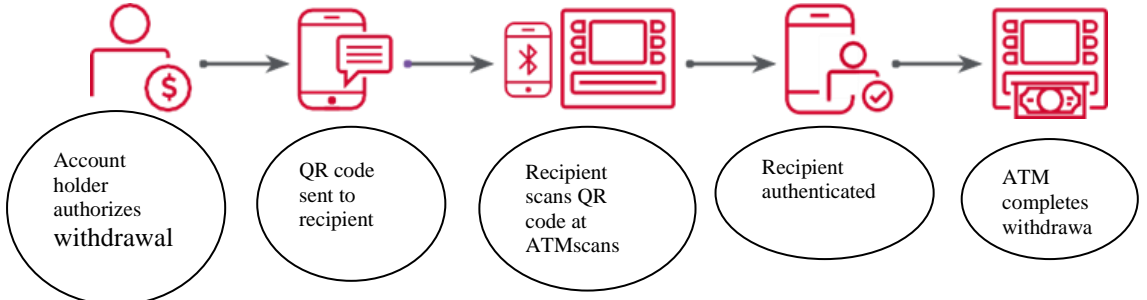 $
Account
holder
authorizes
withdrawal
QR code
sent to
recipient
Recipient
scans QR
code at
ATMscans
Recipient
authenticated
ATM
completes
withdrawa